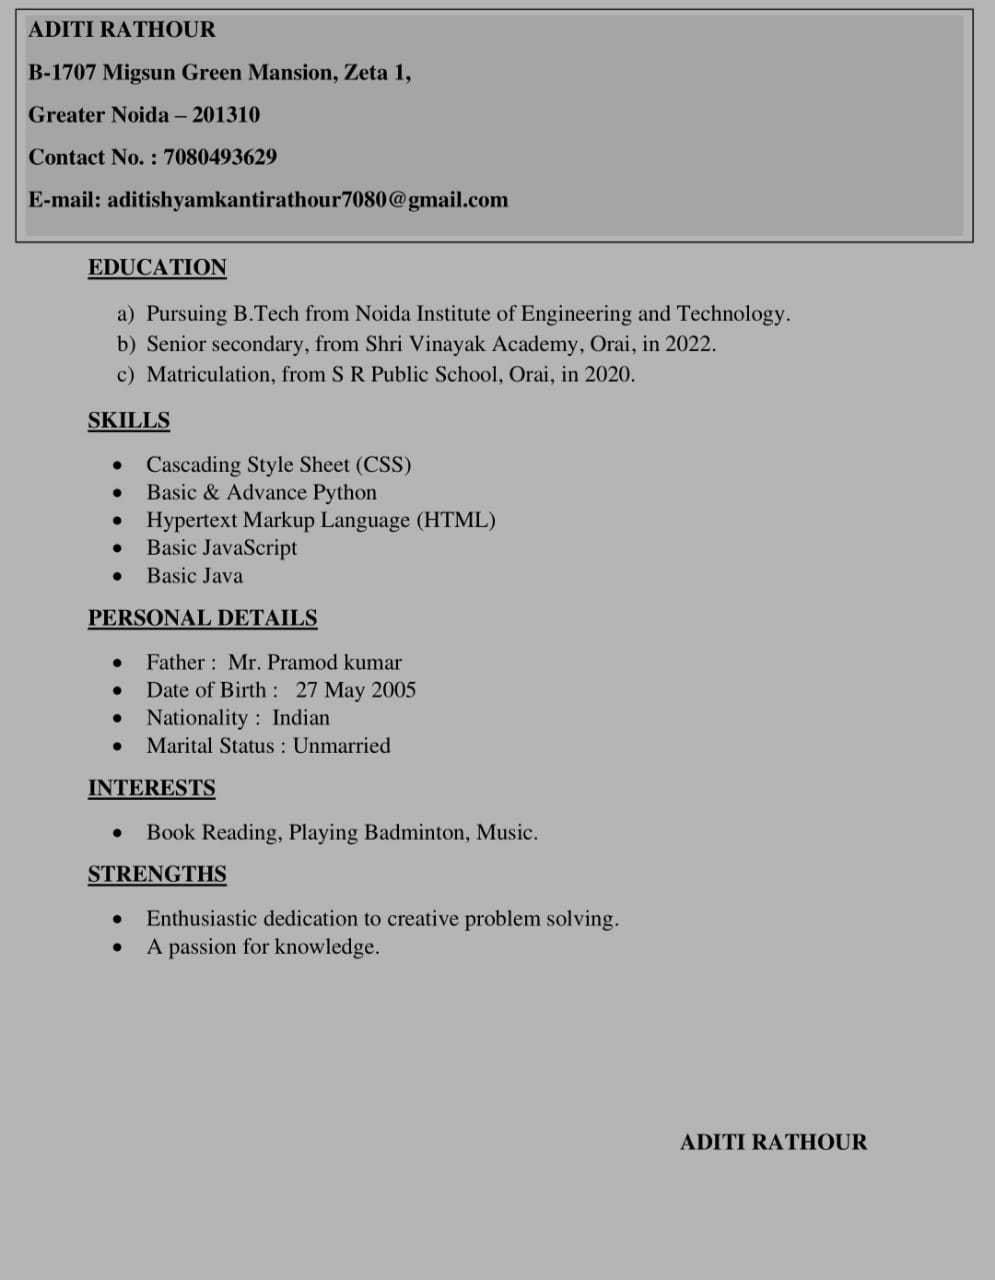 ADITI RATHOUR
B-1707 Migsun Green Mansion, Zeta 1,
Greater Noida – 201310
Contact No. : 7080493629
E-mail: aditishyamkantirathour7080@gmail.com
EDUCATION
a) Pursuing B.Tech from Noida Institute of Engineering and Technology.
b) Senior secondary, from Shri Vinayak Academy, Orai, in 2022.
c) Matriculation, from S R Public School, Orai, in 2020.
SKILLS
• Cascading Style Sheet (CSS)
• Basic & Advance Python
• Hypertext Markup Language (HTML)
• Basic JavaScript
• Basic Java
PERSONAL DETAILS
• Father : Mr. Pramod kumar
• Date of Birth : 27 May 2005
• Nationality : Indian
• Marital Status : Unmarried
INTERESTS
• Book Reading, Playing Badminton, Music.
STRENGTHS
• Enthusiastic dedication to creative problem solving.
• A passion for knowledge.
ADITI RATHOUR